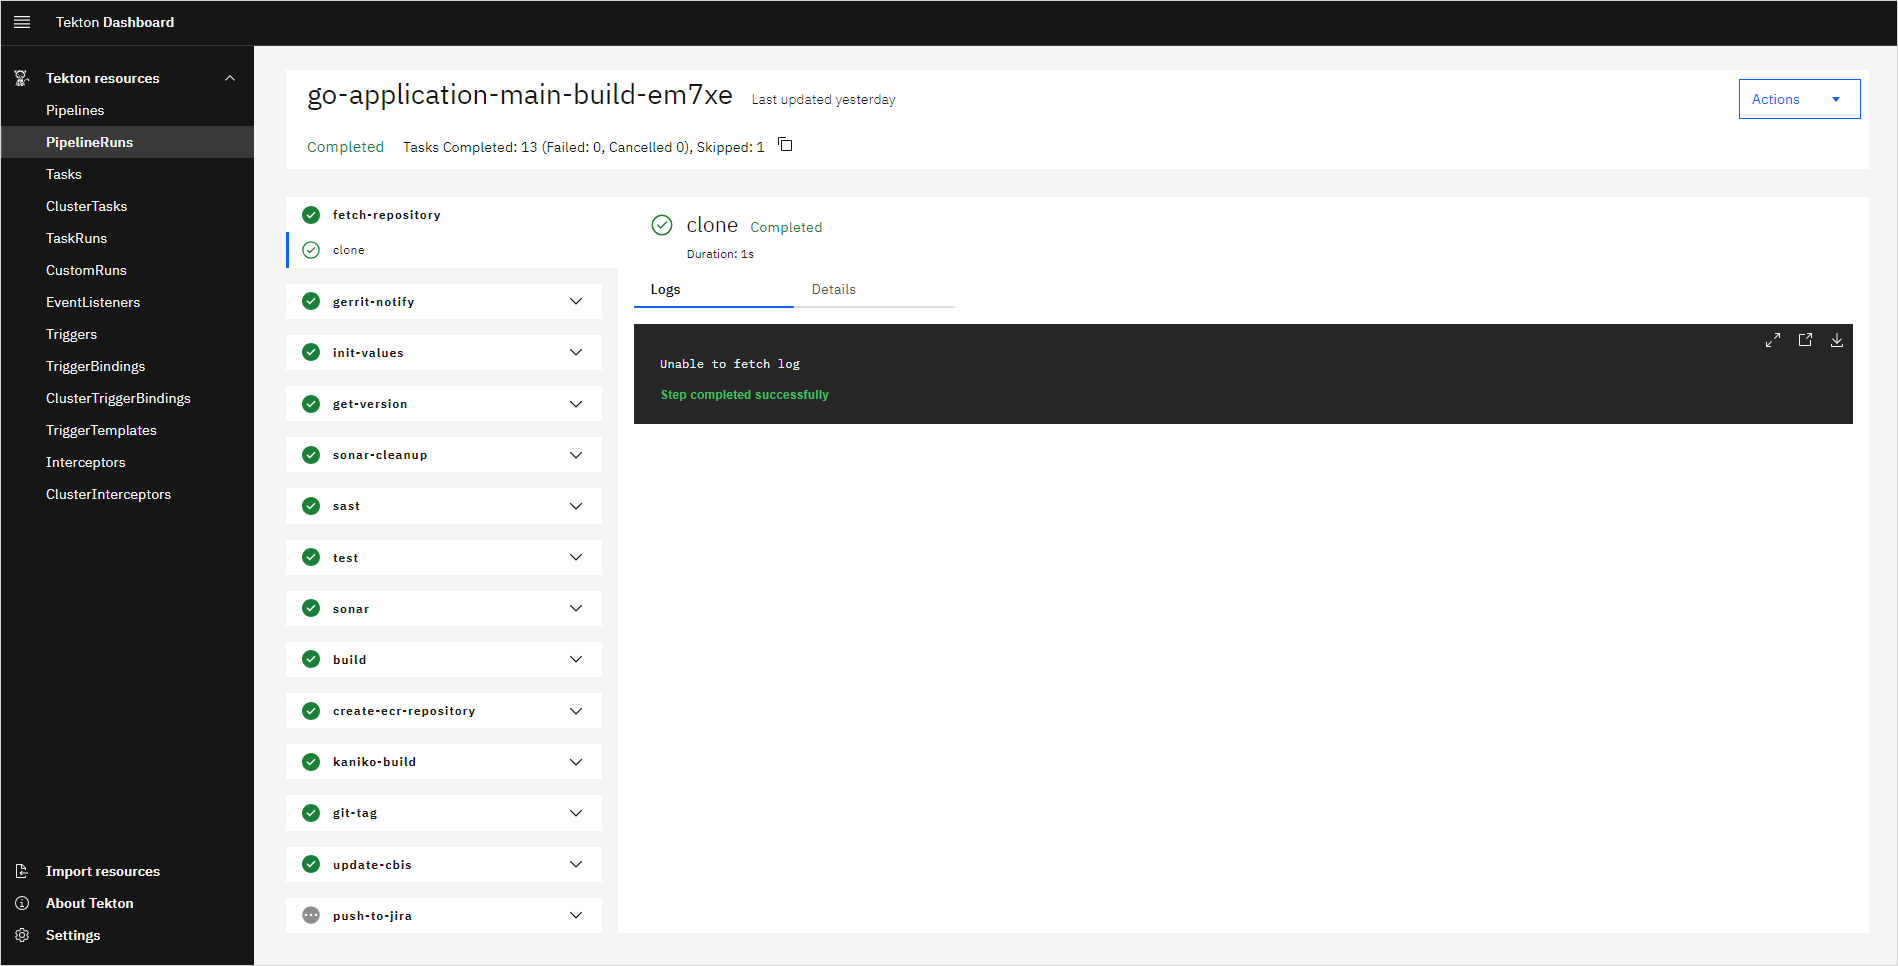 Tekton Dashboard
Tekton resources
Pipelines
PipelineRuns
Tasks
ClusterTasks
TaskRuns
CustomRuns
EventListeners
Triggers
TriggerBindings
ClusterTriggerBindings
TriggerTemplates
Interceptors
ClusterInterceptors
Import resources
About Tekton
Settings
go-application-main-build-em7xe Last updated yesterday
Actions
Completed Tasks Completed: 13 (Failed: 0, Cancelled 0), Skipped: 1
fetch-repository
clone
gerrit-notify
init-values
get-version
sonar-cleanup
sast
test
sonar
build
create-ecr-repository
kaniko-build
git-tag
update-cbis
push-to-jira
clone Completed
Duration: 1s
Logs Details
Unable to fetch log
Step completed successfully